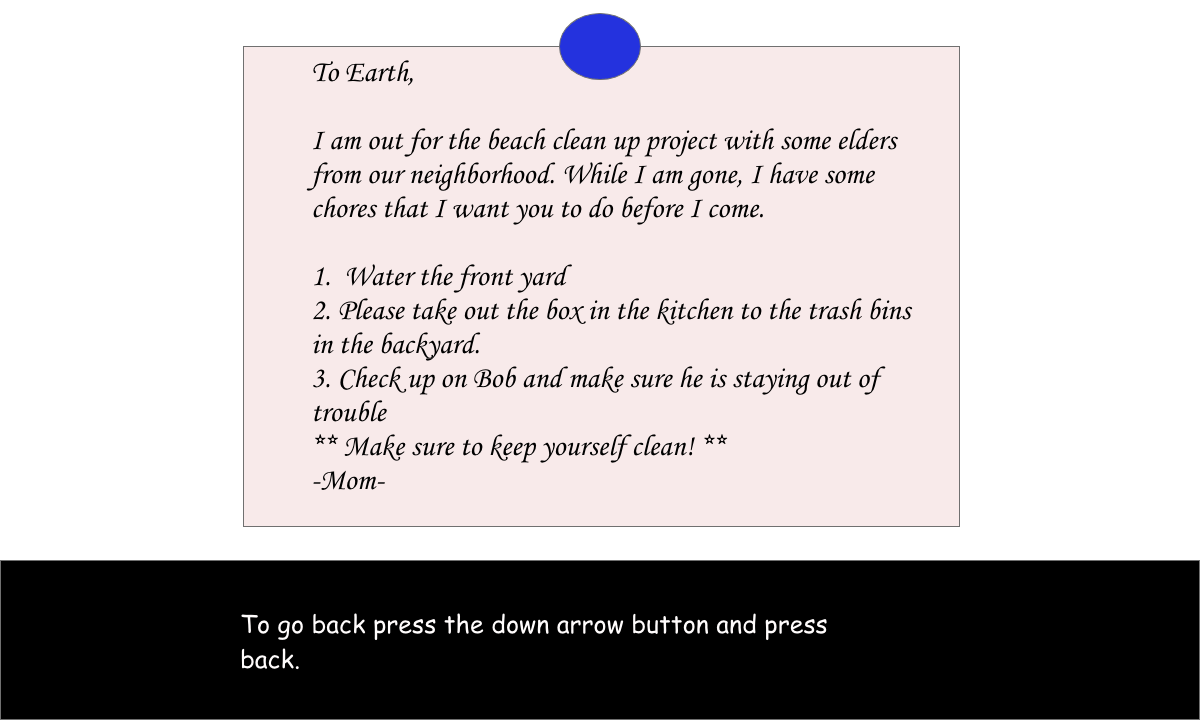 To Earth,
I am out for the beach clean up project with some elders
from our neighborhood. While I am gone, I have some
chores that I want you to do before I come.
1. Water the front yard
2. Please take out the box in the kitchen to the trash bins
in the backyard.
3. Check up on Bob and make sure he is staying out of
trouble
** Make sure to keep yourself clean! **
-Mom-
To go back press the down arrow button and press
back.